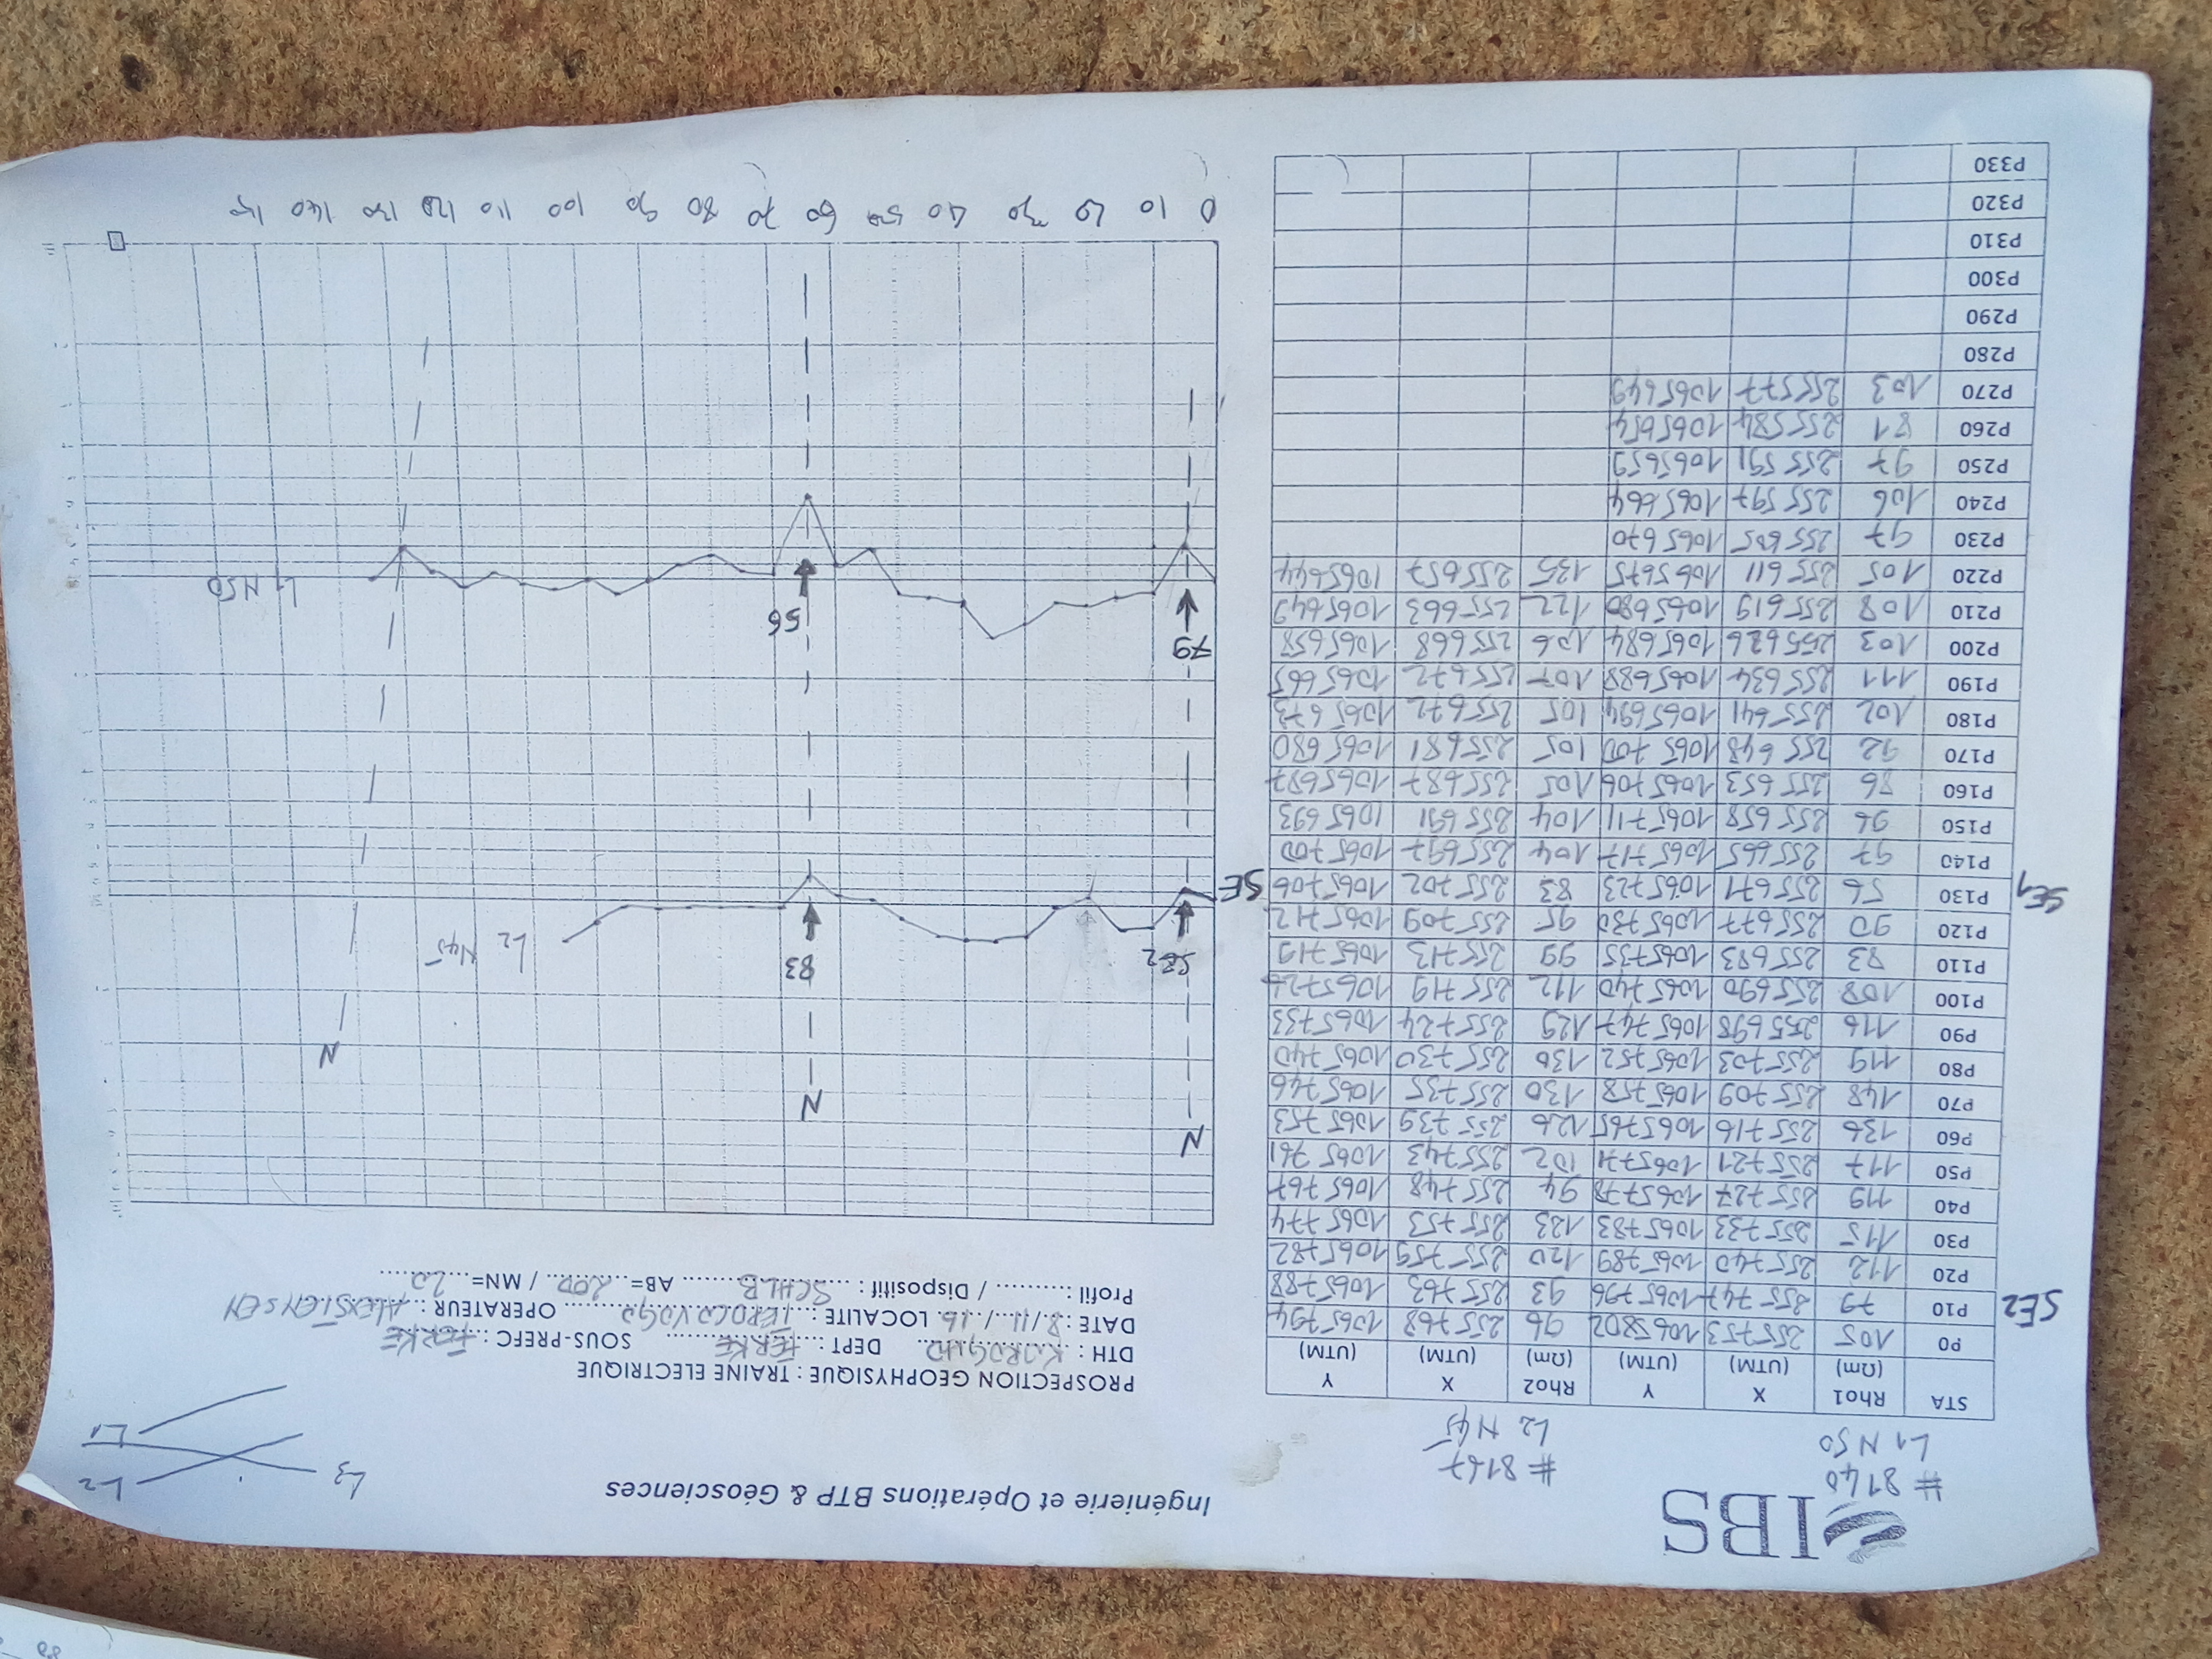 IBS
Ingénierie et Opérations BTP & Géosciences
# 8140
L1 N50
# 8147
L2 N45
L3
L2
L1
PROSPECTION GEOPHYSIQUE : TRAINE ELECTRIQUE
DTH : KOROGHO DEPT : FERKE SOUS-PREFC : FERKE
DATE : 8/11/16 LOCALITE : OPERATEUR :
Profil : / Dispositif : SCHLB AB= 200 / MN= 20
STA Rho1 (Ωm) X (UTM) Y (UTM) Rho2 (Ωm) X (UTM) Y (UTM)
P0 105 255753 1065802 96 255768 1065794
SE2 P10 79 255747 1065796 93 255763 1065788
P20 112 255740 1065789 120 255759 1065782
P30 115 255733 1065783 123 255753 1065774
P40 119 255727 1065778 94 255748 1065767
P50 117 255721 1065771 102 255743 1065761
P60 136 255716 1065765 126 255739 1065753
P70 148 255709 1065758 130 255735 1065746
P80 119 255703 1065752 130 255730 1065740
P90 116 255698 1065747 129 255724 1065733
P100 108 255690 1065740 112 255719 1065726
P110 83 255683 1065735 99 255713 1065719
P120 90 255677 1065730 95 255709 1065712
SE1 P130 56 255671 1065723 83 255702 1065706
P140 97 255665 1065717 104 255697 1065700
P150 96 255658 1065711 104 255691 1065693
P160 86 255653 1065706 105 255687 1065687
P170 92 255648 1065700 105 255681 1065680
P180 102 255641 1065694 105 255672 1065673
P190 111 255634 1065688 107 255672 1065665
P200 103 255626 1065684 106 255668 1065658
P210 108 255619 1065680 122 255663 1065649
P220 105 255611 1065675 135 255657 1065644
P230 97 255605 1065670
P240 106 255597 1065664
P250 97 255591 1065659
P260 81 255584 1065654
P270 103 255577 1065649
P280
P290
P300
P310
P320
P330
N
N
N
SE2
83
L2 N45
SE
79
56
L1 N50
0 10 20 30 40 50 60 70 80 90 100 110 120 130 140